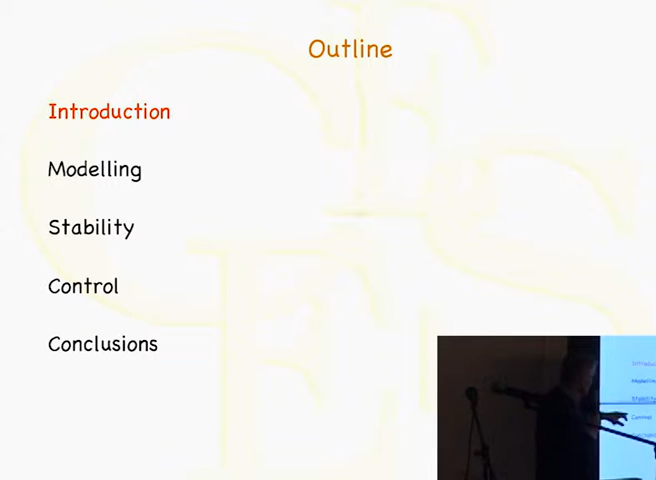 Outline
Introduction
Modelling
Stability
Control
Conclusions